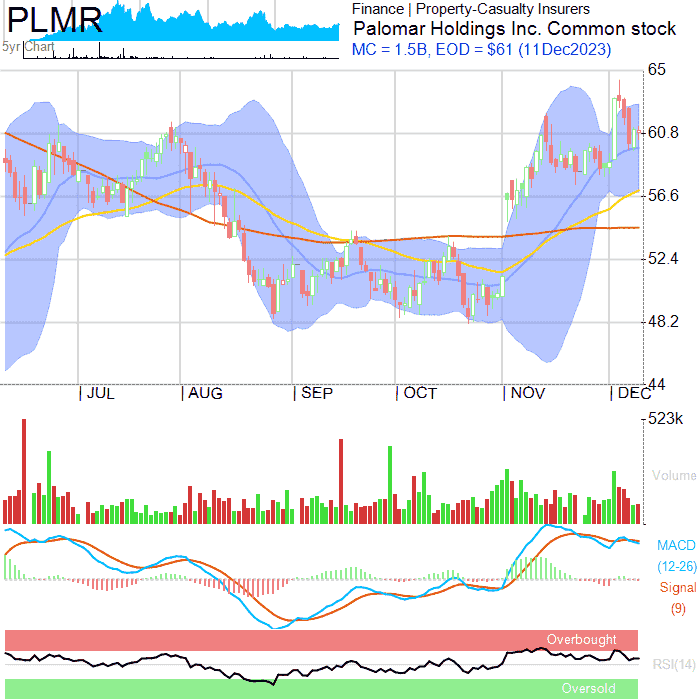 PLMR
5yr Chart
Finance | Property-Casualty Insurers
Palomar Holdings Inc. Common stock
MC = 1.5B, EOD = $61 (11Dec2023)
65
60.8
56.6
52.4
48.2
44
| JUL
| AUG
| SEP
| OCT
| NOV
| DEC
523k
Volume
MACD
(12-26)
Signal
(9)
Overbought
RSI(14)
Oversold